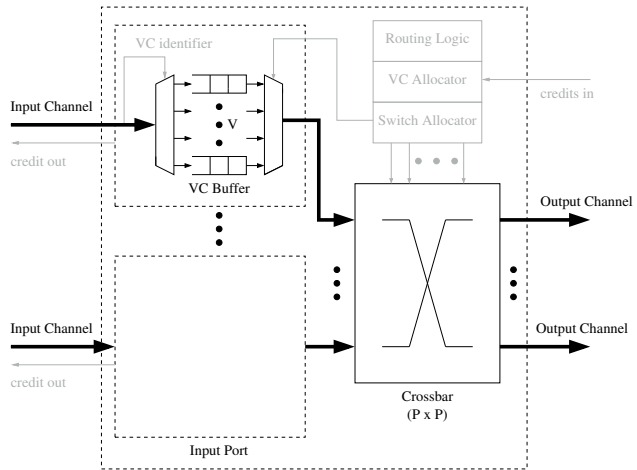 VC identifier
Routing Logic
VC Allocator
credits in
Input Channel
Switch Allocator
V
credit out
VC Buffer
Output Channel
Input Channel
Output Channel
credit out
Crossbar
(P x P)
Input Port